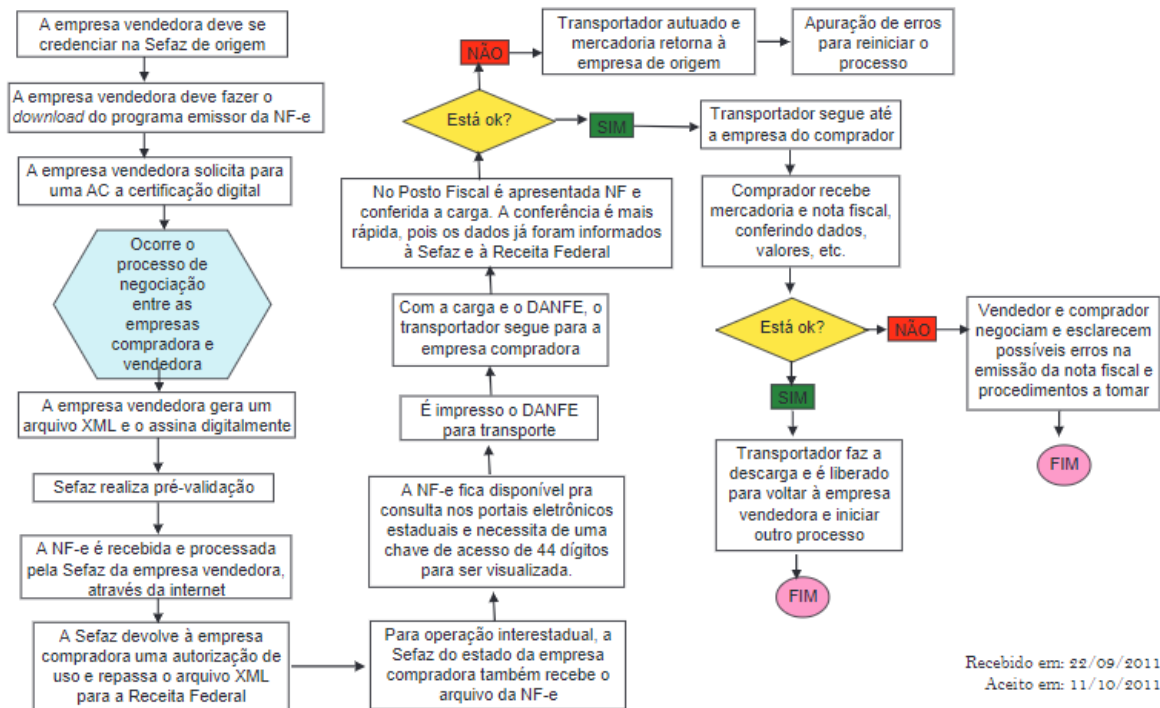 A empresa vendedora deve se
credenciar na Sefaz de origem
A empresa vendedora deve fazer o
download do programa emissor da NF-e
A empresa vendedora solicita para
uma AC a certificação digital
Ocorre o
processo de
negociação
entre as
empresas
compradora e
vendedora
A empresa vendedora gera um
arquivo XML e o assina digitalmente
Sefaz realiza pré-validação
A NF-e é recebida e processada
pela Sefaz da empresa vendedora,
através da internet
A Sefaz devolve à empresa
compradora uma autorização de
uso e repassa o arquivo XML
para a Receita Federal
Para operação interestadual, a
Sefaz do estado da empresa
compradora também recebe o
arquivo da NF-e
A NF-e fica disponível pra
consulta nos portais eletrônicos
estaduais e necessita de uma
chave de acesso de 44 dígitos
para ser visualizada.
É impresso o DANFE
para transporte
Com a carga e o DANFE, o
transportador segue para a
empresa compradora
No Posto Fiscal é apresentada NF e
conferida a carga. A conferência é mais
rápida, pois os dados já foram informados
à Sefaz e à Receita Federal
Está ok?
NÃO
Transportador autuado e
mercadoria retorna à
empresa de origem
Apuração de erros
para reiniciar o
processo
SIM
Transportador segue até
a empresa do comprador
Comprador recebe
mercadoria e nota fiscal,
conferindo dados,
valores, etc.
Está ok?
NÃO
Vendedor e comprador
negociam e esclarecem
possíveis erros na
emissão da nota fiscal e
procedimentos a tomar
FIM
SIM
Transportador faz a
descarga e é liberado
para voltar à empresa
vendedora e iniciar
outro processo
FIM
Recebido em: 22/09/2011
Aceito em: 11/10/2011